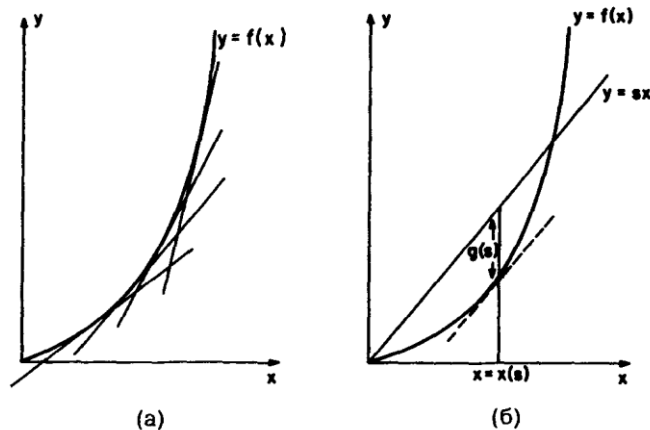 y
y = f(x)
x
(а)
y
y = f(x)
y = sx
g(s)
x = x(s)
x
(б)